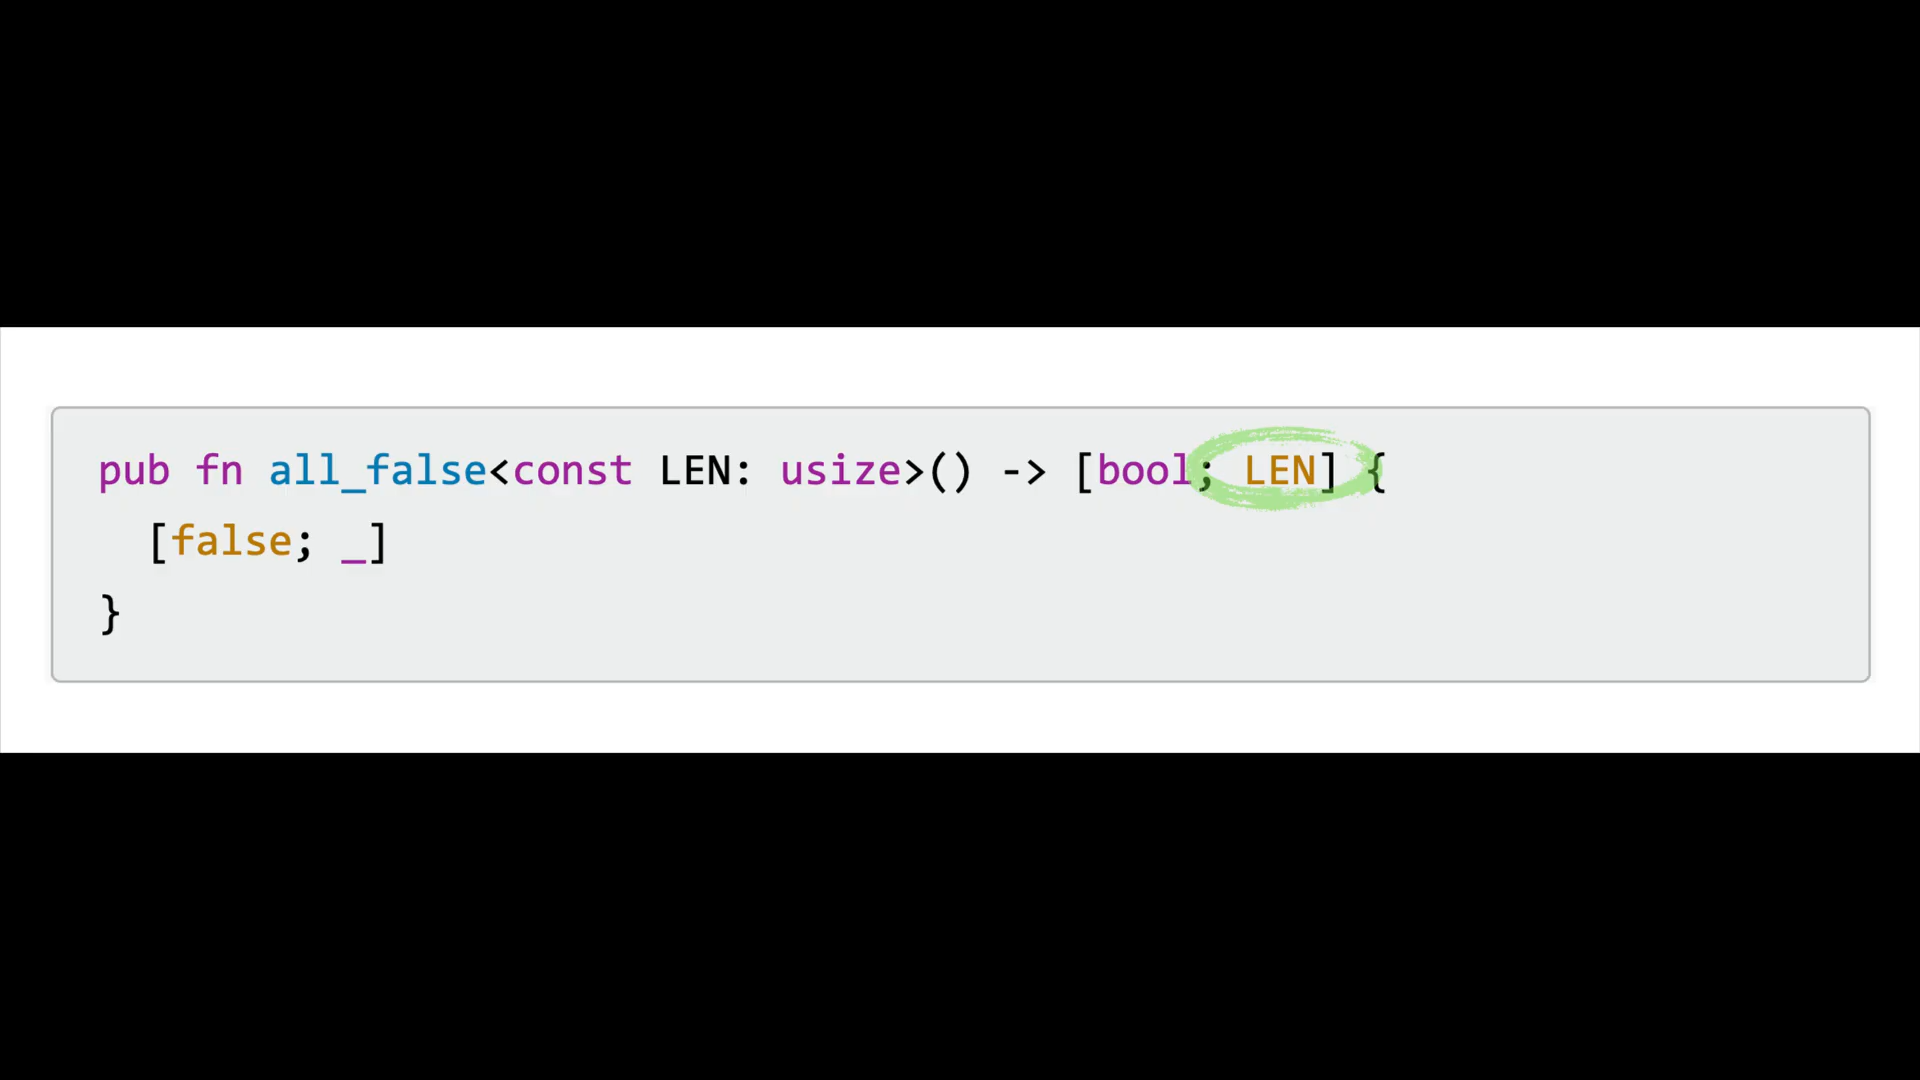 pub fn all_false<const LEN: usize>() -> [bool; LEN] {
  [false; _]
}